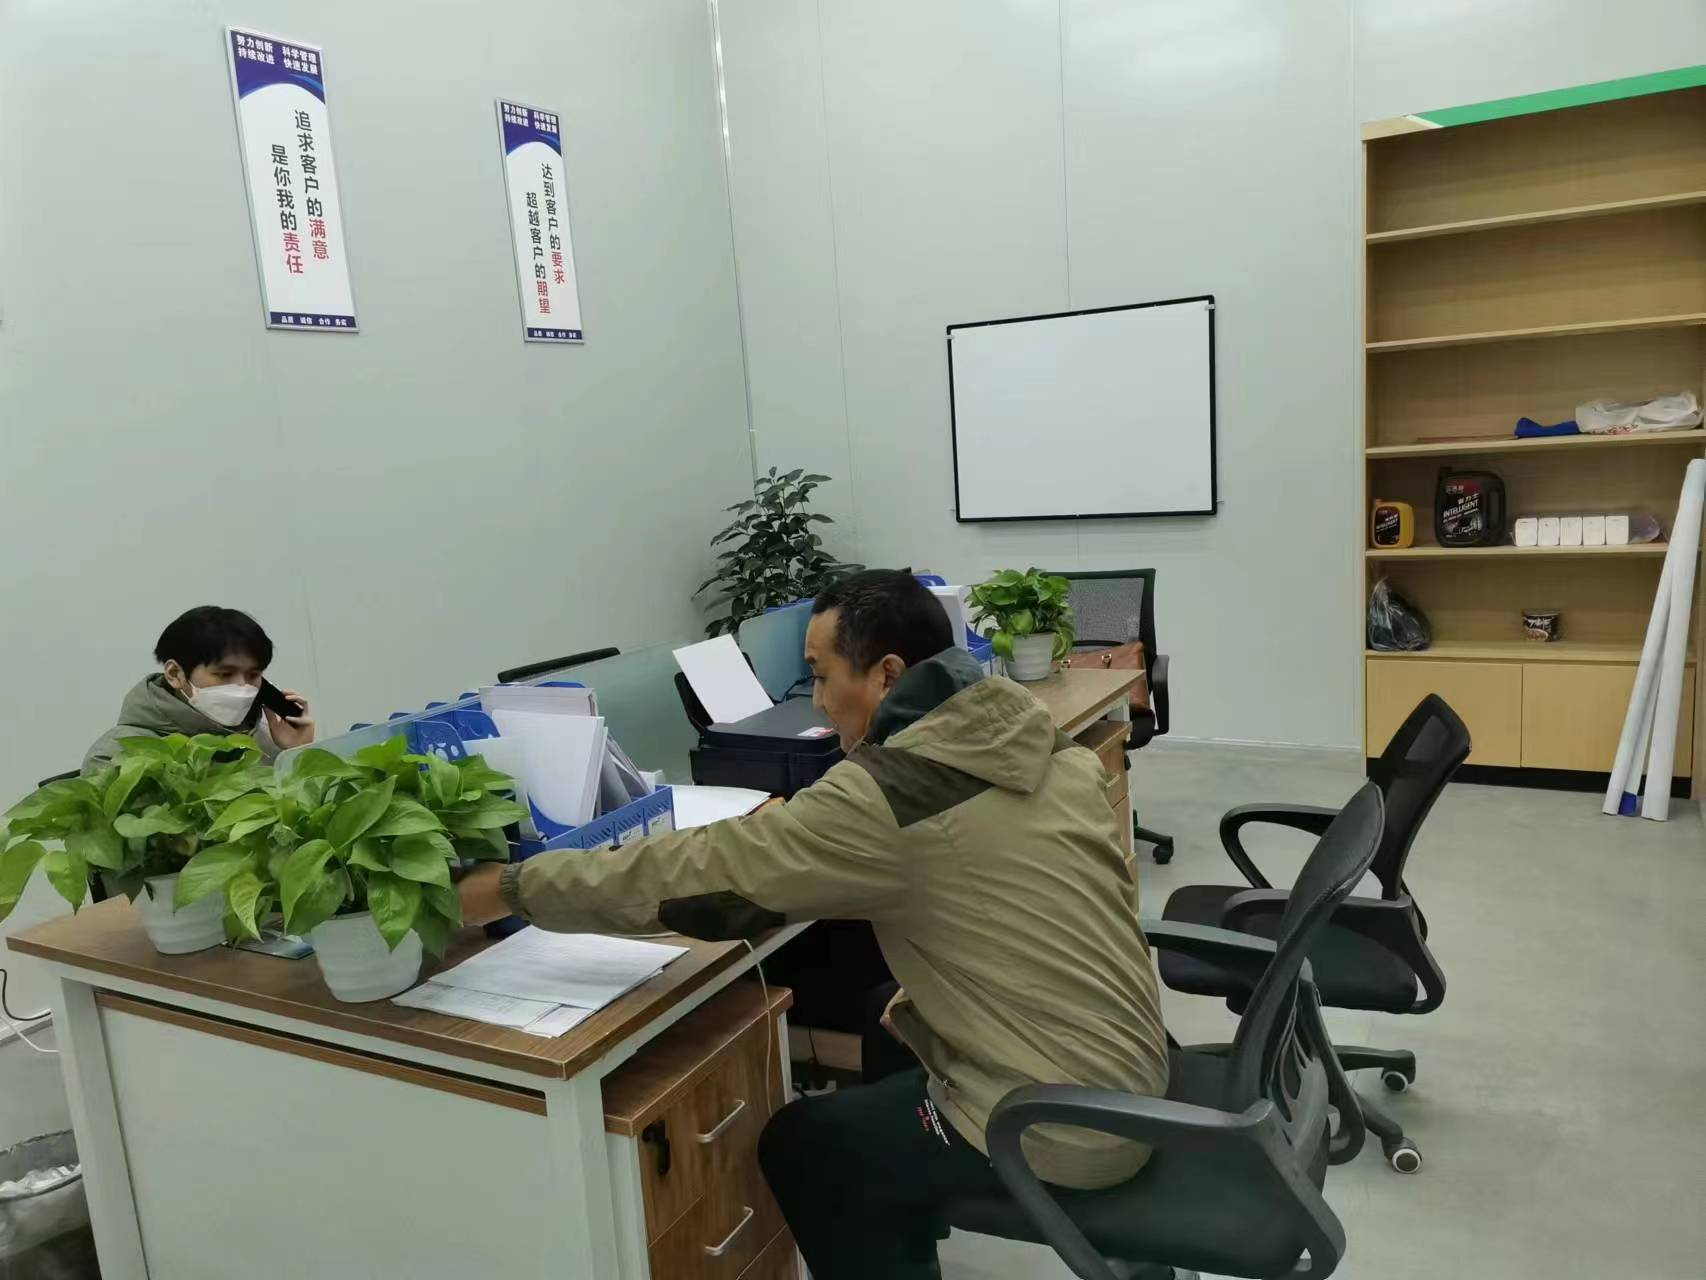 努力创新 科学管理
持续改进 快速发展
追求客户的满意
是你我的责任
品质 诚信 合作 务实
努力创新 科学管理
持续改进 快速发展
达到客户的要求
超越客户的期望
品质 诚信 合作 务实
INTELLIGENT